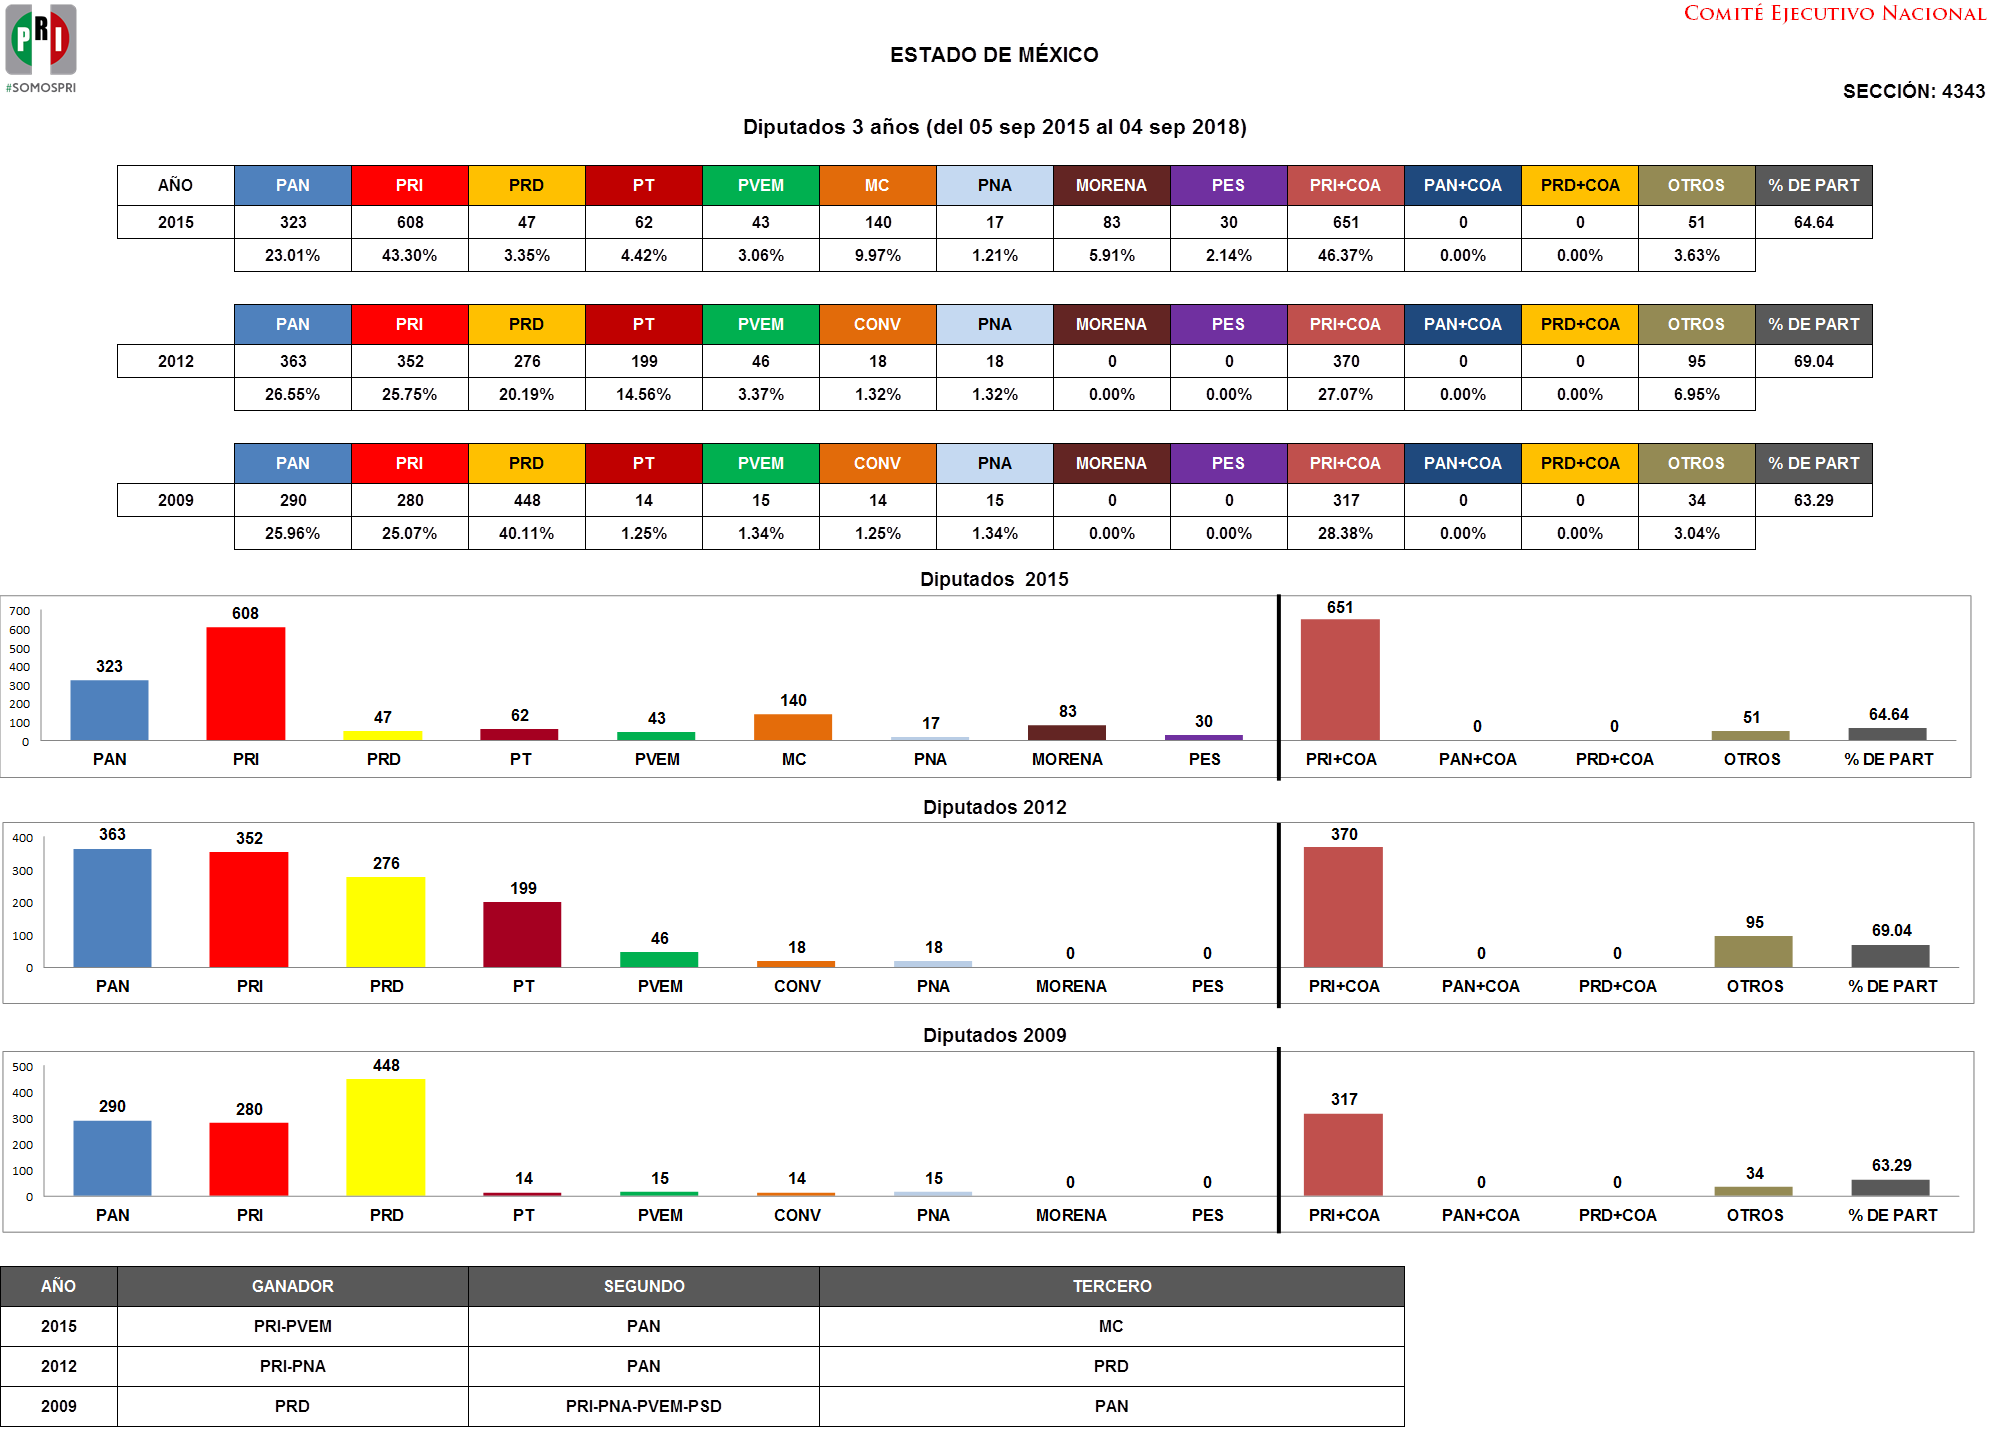 PRI
#SOMOSPRI
COMITÉ EJECUTIVO NACIONAL
ESTADO DE MÉXICO
SECCIÓN: 4343
Diputados 3 años (del 05 sep 2015 al 04 sep 2018)
AÑO PAN PRI PRD PT PVEM MC PNA MORENA PES PRI+COA PAN+COA PRD+COA OTROS % DE PART
2015 323 608 47 62 43 140 17 83 30 651 0 0 51 64.64
23.01% 43.30% 3.35% 4.42% 3.06% 9.97% 1.21% 5.91% 2.14% 46.37% 0.00% 0.00% 3.63%
PAN PRI PRD PT PVEM CONV PNA MORENA PES PRI+COA PAN+COA PRD+COA OTROS % DE PART
2012 363 352 276 199 46 18 18 0 0 370 0 0 95 69.04
26.55% 25.75% 20.19% 14.56% 3.37% 1.32% 1.32% 0.00% 0.00% 27.07% 0.00% 0.00% 6.95%
PAN PRI PRD PT PVEM CONV PNA MORENA PES PRI+COA PAN+COA PRD+COA OTROS % DE PART
2009 290 280 448 14 15 14 15 0 0 317 0 0 34 63.29
25.96% 25.07% 40.11% 1.25% 1.34% 1.25% 1.34% 0.00% 0.00% 28.38% 0.00% 0.00% 3.04%
Diputados 2015
700
600
500
400
300
200
100
0
323 608 47 62 43 140 17 83 30 651 0 0 51 64.64
PAN PRI PRD PT PVEM MC PNA MORENA PES PRI+COA PAN+COA PRD+COA OTROS % DE PART
Diputados 2012
400
300
200
100
0
363 352 276 199 46 18 18 0 0 370 0 0 95 69.04
PAN PRI PRD PT PVEM CONV PNA MORENA PES PRI+COA PAN+COA PRD+COA OTROS % DE PART
Diputados 2009
500
400
300
200
100
0
290 280 448 14 15 14 15 0 0 317 0 0 34 63.29
PAN PRI PRD PT PVEM CONV PNA MORENA PES PRI+COA PAN+COA PRD+COA OTROS % DE PART
AÑO GANADOR SEGUNDO TERCERO
2015 PRI-PVEM PAN MC
2012 PRI-PNA PAN PRD
2009 PRD PRI-PNA-PVEM-PSD PAN